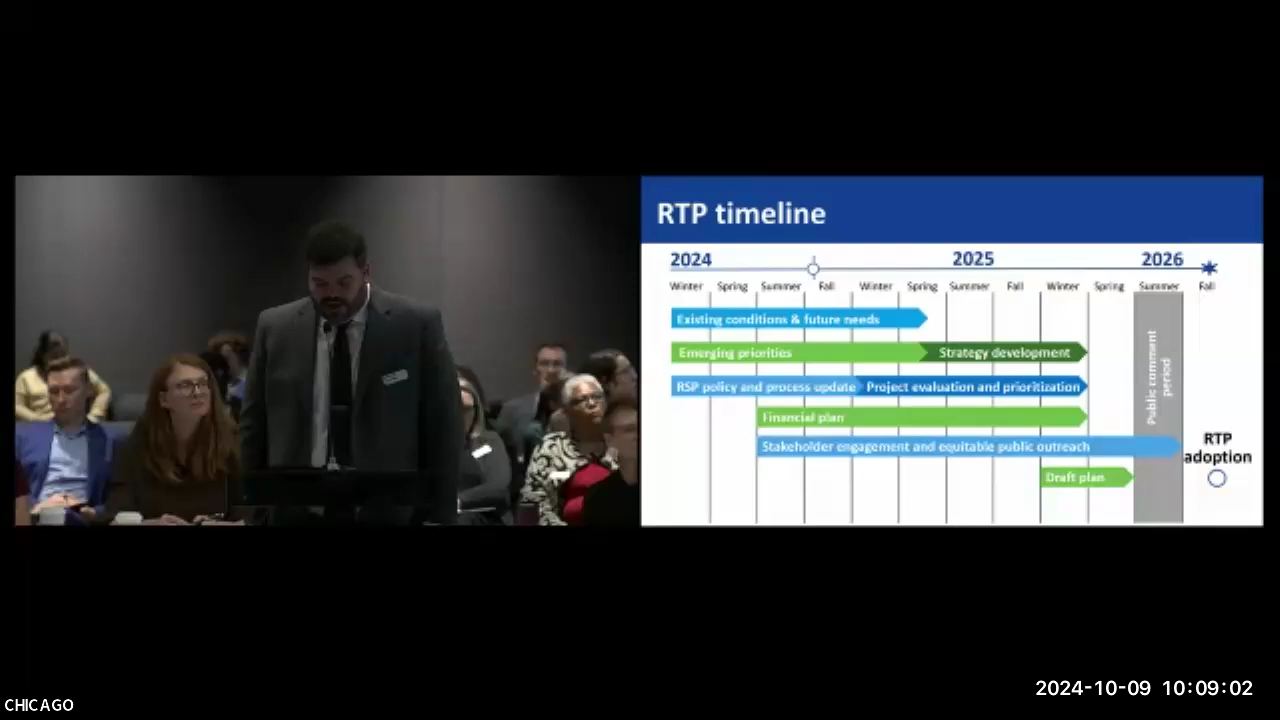 RTP timeline
2024 2025 2026
Winter Spring Summer Fall Winter Spring Summer Fall Winter Spring Summer Fall
Existing conditions & future needs
Emerging priorities Strategy development
RSP policy and process update Project evaluation and prioritization
Financial plan
Stakeholder engagement and equitable public outreach
Draft plan
Public comment
period
RTP
adoption
2024-10-09 10:09:02
CHICAGO